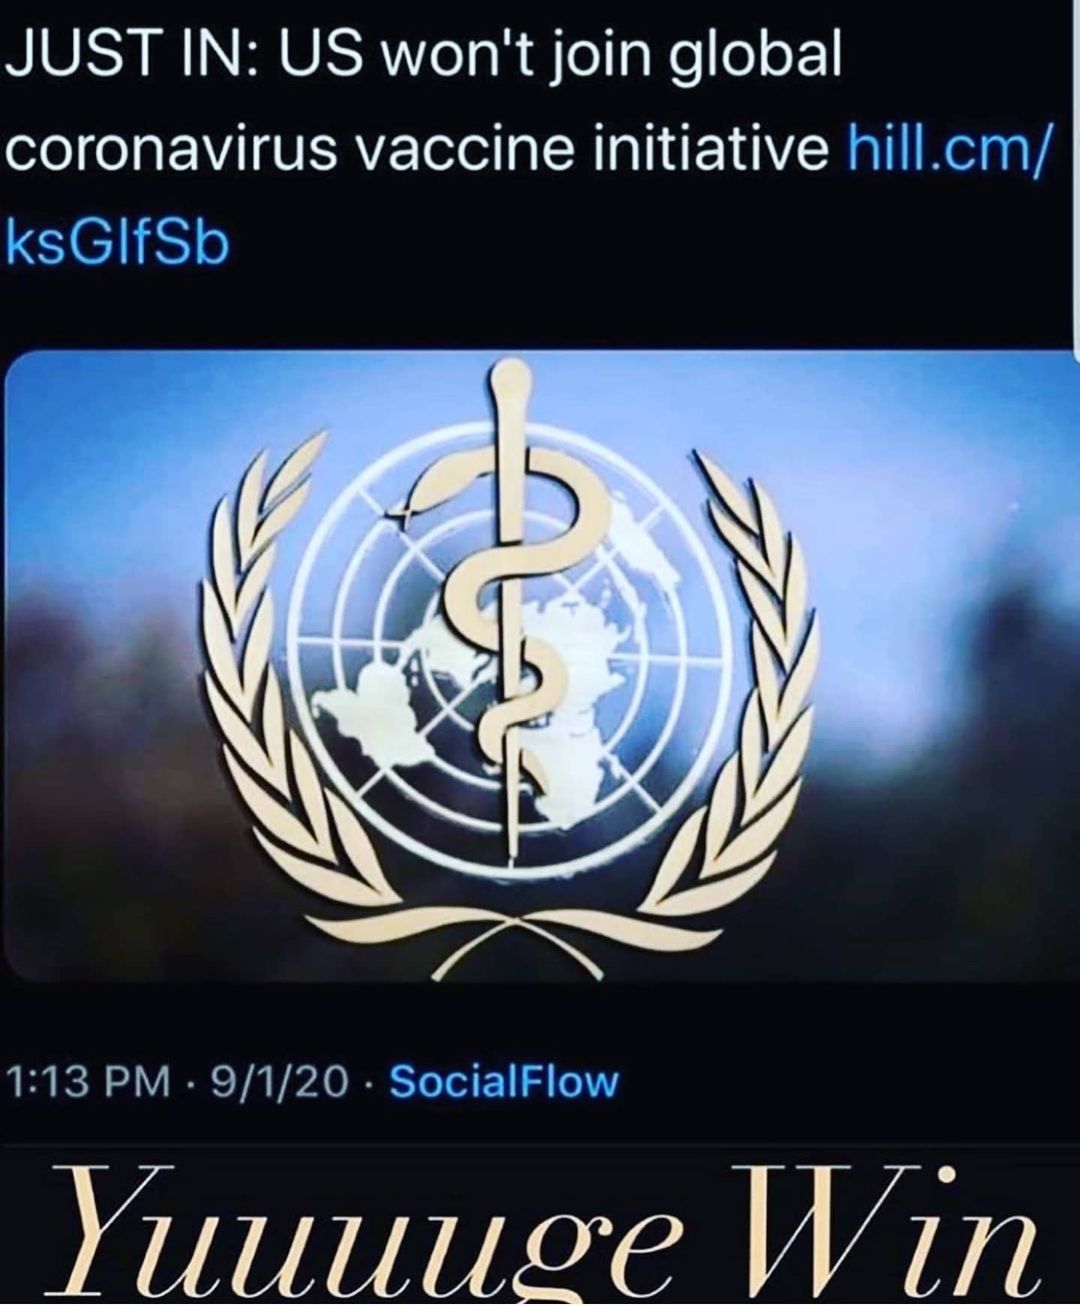 JUST IN: US won't join global
coronavirus vaccine initiative hill.cm/
ksGlfSb
1:13 PM · 9/1/20 · SocialFlow
Yuuuuge Win